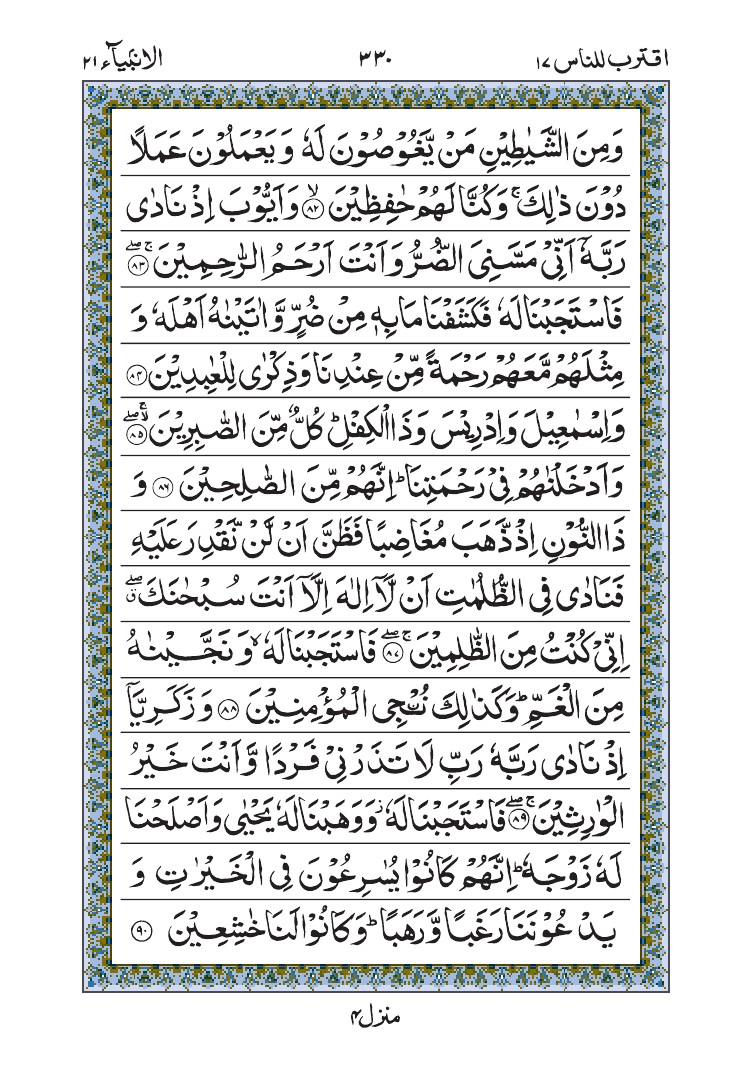 اقترب للناس ١٧ ٣٣٠ الانبیآء ٢١
وَمِنَ الشَّيٰطِيْنِ مَنْ يَّغُوْصُوْنَ لَهٗ وَيَعْمَلُوْنَ عَمَلًا
دُوْنَ ذٰلِكَ ۚ وَكُنَّا لَهُمْ حٰفِظِيْنَ ۙ ﴿٨٢﴾ وَاَيُّوْبَ اِذْ نَادٰى
رَبَّهٗۤ اَنِّىْ مَسَّنِىَ الضُّرُّ وَاَنْتَ اَرْحَمُ الرّٰحِمِيْنَ ۚ ۖ ﴿٨٣﴾
فَاسْتَجَبْنَا لَهٗ فَكَشَفْنَا مَا بِهٖ مِنْ ضُرٍّ وَّاٰتَيْنٰهُ اَهْلَهٗ وَ
مِثْلَهُمْ مَّعَهُمْ رَحْمَةً مِّنْ عِنْدِنَا وَذِكْرٰى لِلْعٰبِدِيْنَ ﴿٨٤﴾
وَاِسْمٰعِيْلَ وَاِدْرِيْسَ وَذَا الْكِفْلِ ؕ كُلٌّ مِّنَ الصّٰبِرِيْنَ ۚ ۖ ﴿٨٥﴾
وَاَدْخَلْنٰهُمْ فِىْ رَحْمَتِنَا ؕ اِنَّهُمْ مِّنَ الصّٰلِحِيْنَ ﴿٨٦﴾ وَ
ذَا النُّوْنِ اِذْ ذَّهَبَ مُغَاضِبًا فَظَنَّ اَنْ لَّنْ نَّقْدِرَ عَلَيْهِ
فَنَادٰى فِى الظُّلُمٰتِ اَنْ لَّاۤ اِلٰهَ اِلَّاۤ اَنْتَ سُبْحٰنَكَ ۖ ق
اِنِّىْ كُنْتُ مِنَ الظّٰلِمِيْنَ ۚ ۖ ﴿٨٧﴾ فَاسْتَجَبْنَا لَهٗ ۙ وَنَجَّيْنٰهُ
مِنَ الْغَمِّ ؕ وَكَذٰلِكَ نُـنْجِى الْمُؤْمِنِيْنَ ﴿٨٨﴾ وَزَكَرِيَّاۤ
اِذْ نَادٰى رَبَّهٗ رَبِّ لَا تَذَرْنِىْ فَرْدًا وَّاَنْتَ خَيْرُ
الْوٰرِثِيْنَ ۚ ۖ ﴿٨٩﴾ فَاسْتَجَبْنَا لَهٗ ز وَوَهَبْنَا لَهٗ يَحْيٰى وَاَصْلَحْنَا
لَهٗ زَوْجَهٗ ؕ اِنَّهُمْ كَانُوْا يُسٰرِعُوْنَ فِى الْخَيْرٰتِ وَ
يَدْعُوْنَنَا رَغَبًا وَّرَهَبًا ؕ وَكَانُوْا لَنَا خٰشِعِيْنَ ﴿٩٠﴾
منزل ٤